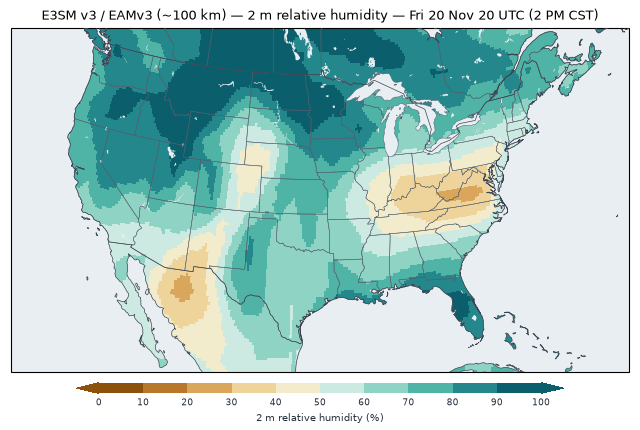 E3SM v3 / EAMv3 (~100 km) — 2 m relative humidity — Fri 20 Nov 20 UTC (2 PM CST)
0 10 20 30 40 50 60 70 80 90 100
2 m relative humidity (%)